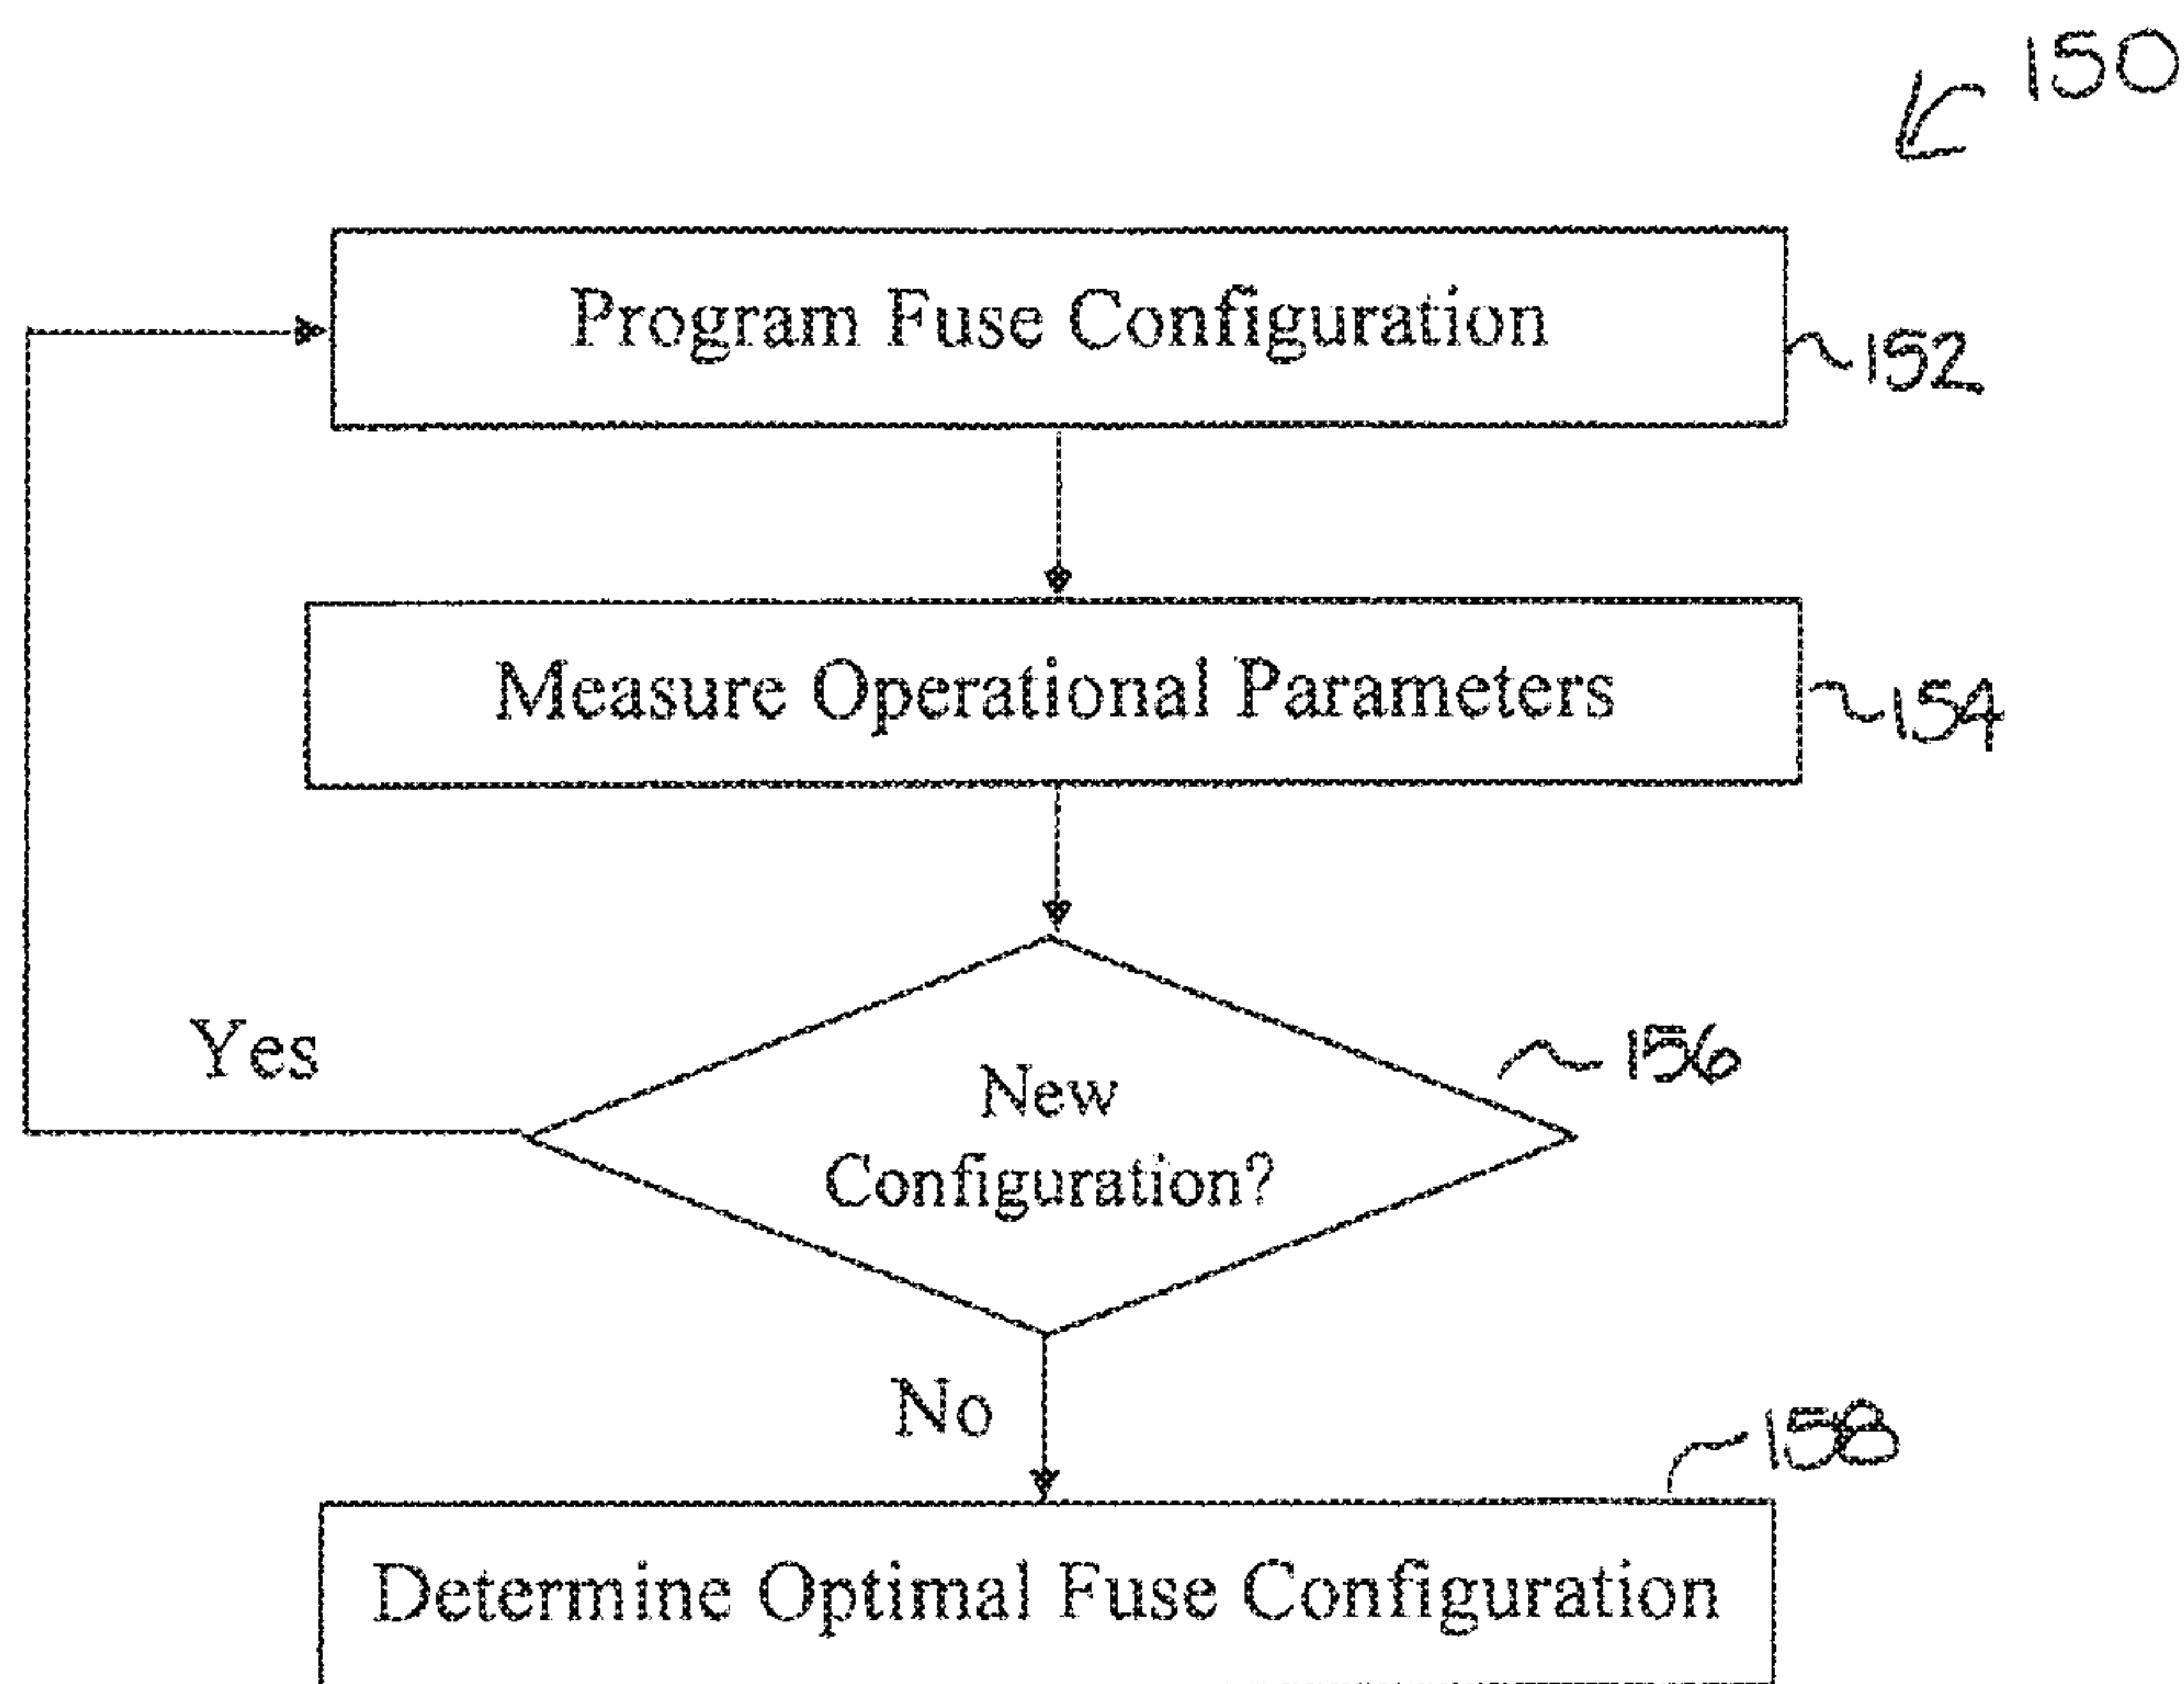 150
Program Fuse Configuration
152
Measure Operational Parameters
154
Yes
New
Configuration?
156
No
158
Determine Optimal Fuse Configuration